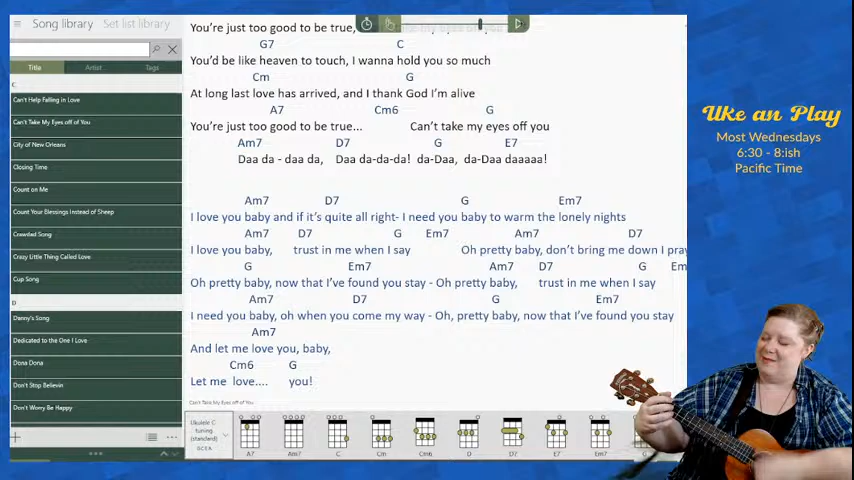 Song library Set list library
Title Artist Tags
C
Can't Help Falling in Love
Can't Take My Eyes off of You
City of New Orleans
Closing Time
Count on Me
Count Your Blessings Instead of Sheep
Crawdad Song
Crazy Little Thing Called Love
Cup Song
D
Danny's Song
Dedicated to the One I Love
Dona Dona
Don't Stop Believin
Don't Worry Be Happy
You're just too good to be true,
G7 C
You'd be like heaven to touch, I wanna hold you so much
Cm G
At long last love has arrived, and I thank God I'm alive
A7 Cm6 G
You're just too good to be true... Can't take my eyes off you
Am7 D7 G E7
Daa da - daa da, Daa da-da-da! da-Daa, da-Daa daaaaa!
Am7 D7 G Em7
I love you baby and if it's quite all right- I need you baby to warm the lonely nights
Am7 D7 G Em7 Am7 D7
I love you baby, trust in me when I say Oh pretty baby, don't bring me down I pray
G Em7 Am7 D7 G Em
Oh pretty baby, now that I've found you stay - Oh pretty baby, trust in me when I say
Am7 D7 G Em7
I need you baby, oh when you come my way - Oh, pretty baby, now that I've found you stay
Am7
And let me love you, baby,
Cm6 G
Let me love.... you!
Can't Take My Eyes off of You
Ukulele C
tuning
(standard)
GCEA
A7 Am7 C Cm Cm6 D D7 E7 Em7 G
Uke an Play
Most Wednesdays
6:30 - 8:ish
Pacific Time